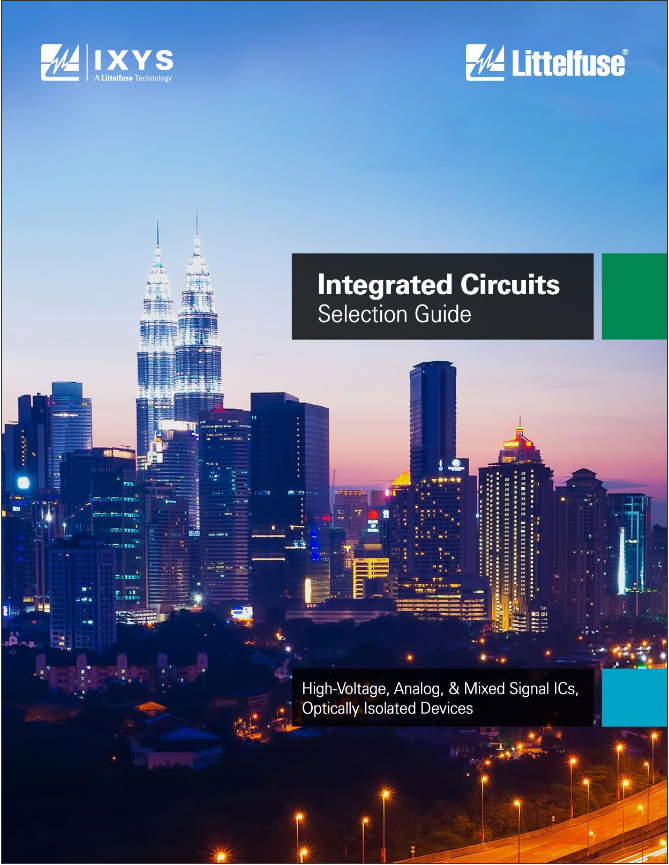 IXYS
A Littelfuse Technology
Littelfuse®
Integrated Circuits
Selection Guide
High-Voltage, Analog, & Mixed Signal ICs,
Optically Isolated Devices